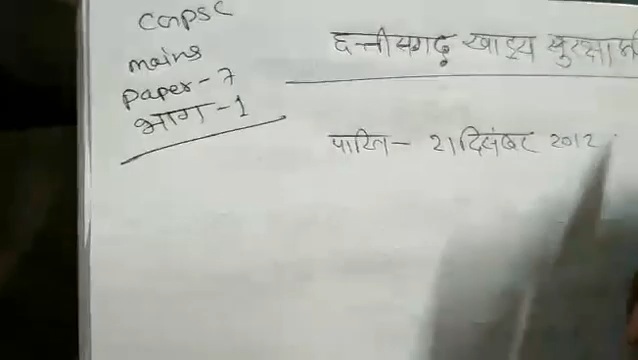 CGPSC
mains
paper-7
भाग-1
छत्तीसगढ़ खाद्य सुरक्षा
पारित- 21 दिसंबर 2012